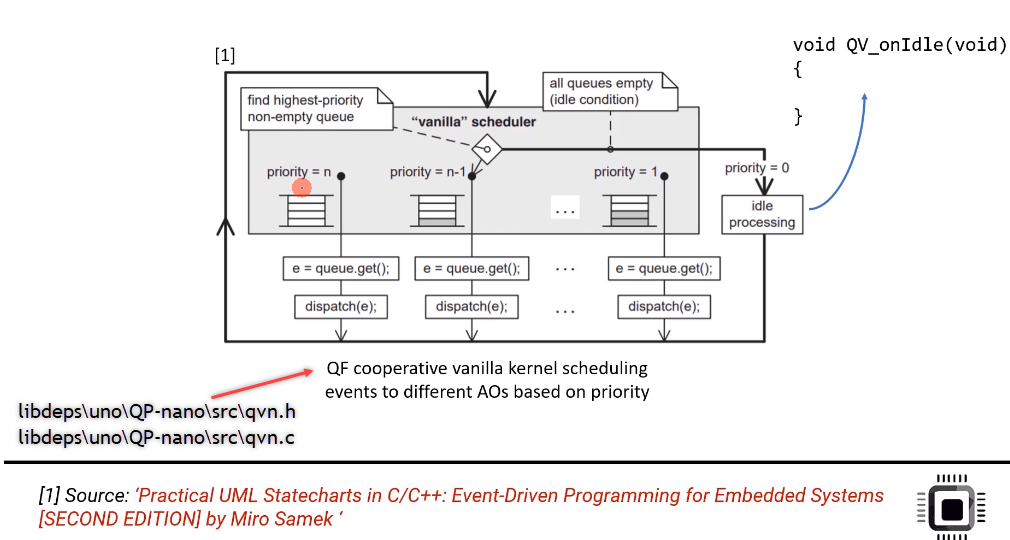 [1]
void QV_onIdle(void)
{
}
find highest-priority
non-empty queue
all queues empty
(idle condition)
“vanilla” scheduler
priority = n
priority = n-1
priority = 1
priority = 0
...
idle
processing
e = queue.get();
e = queue.get();
...
e = queue.get();
dispatch(e);
dispatch(e);
...
dispatch(e);
QF cooperative vanilla kernel scheduling
events to different AOs based on priority
libdeps\uno\QP-nano\src\qvn.h
libdeps\uno\QP-nano\src\qvn.c
[1] Source: ‘Practical UML Statecharts in C/C++: Event-Driven Programming for Embedded Systems
[SECOND EDITION] by Miro Samek ‘